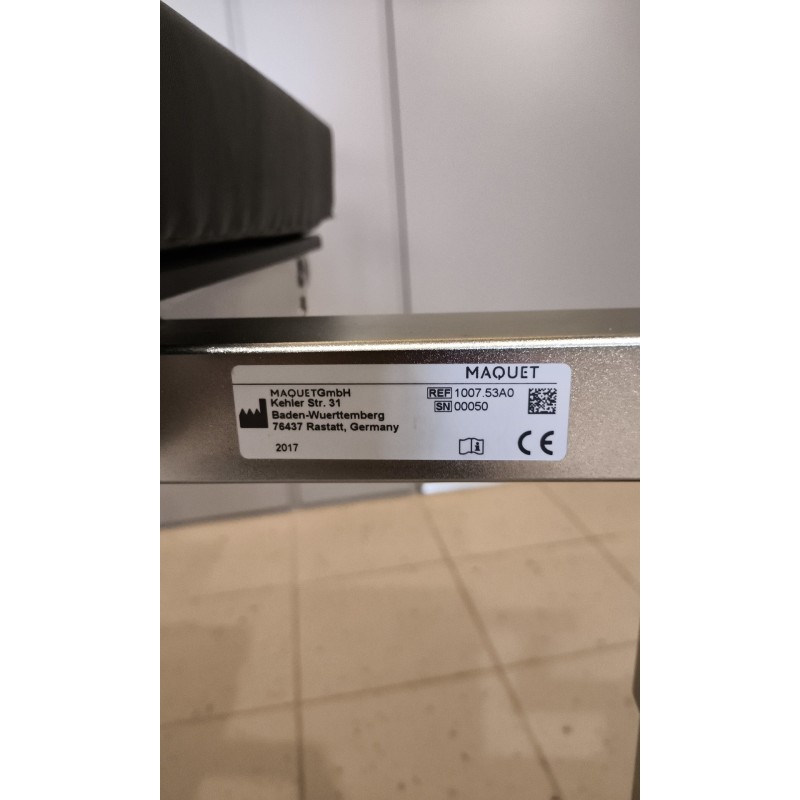 MAQUET
MAQUETGmbH
Kehler Str. 31
Baden-Wuerttemberg
76437 Rastatt, Germany
2017
REF 1007.53A0
SN 00050
CE